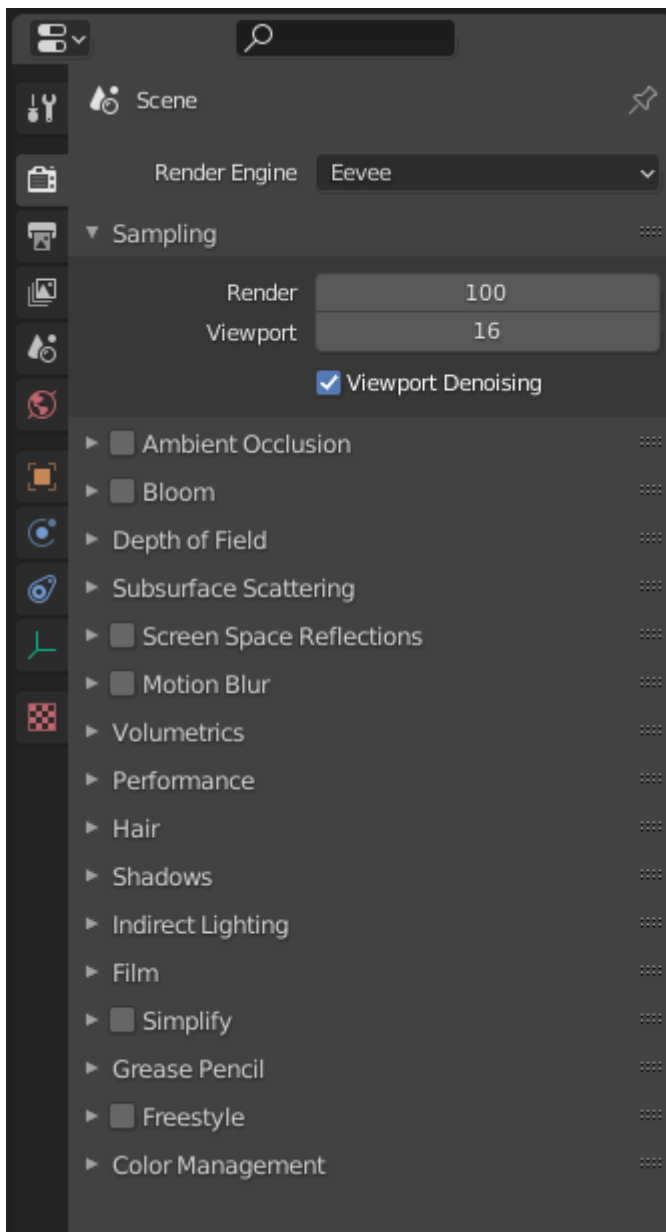 Scene
Render Engine Eevee
Sampling
Render 100
Viewport 16
Viewport Denoising
Ambient Occlusion
Bloom
Depth of Field
Subsurface Scattering
Screen Space Reflections
Motion Blur
Volumetrics
Performance
Hair
Shadows
Indirect Lighting
Film
Simplify
Grease Pencil
Freestyle
Color Management